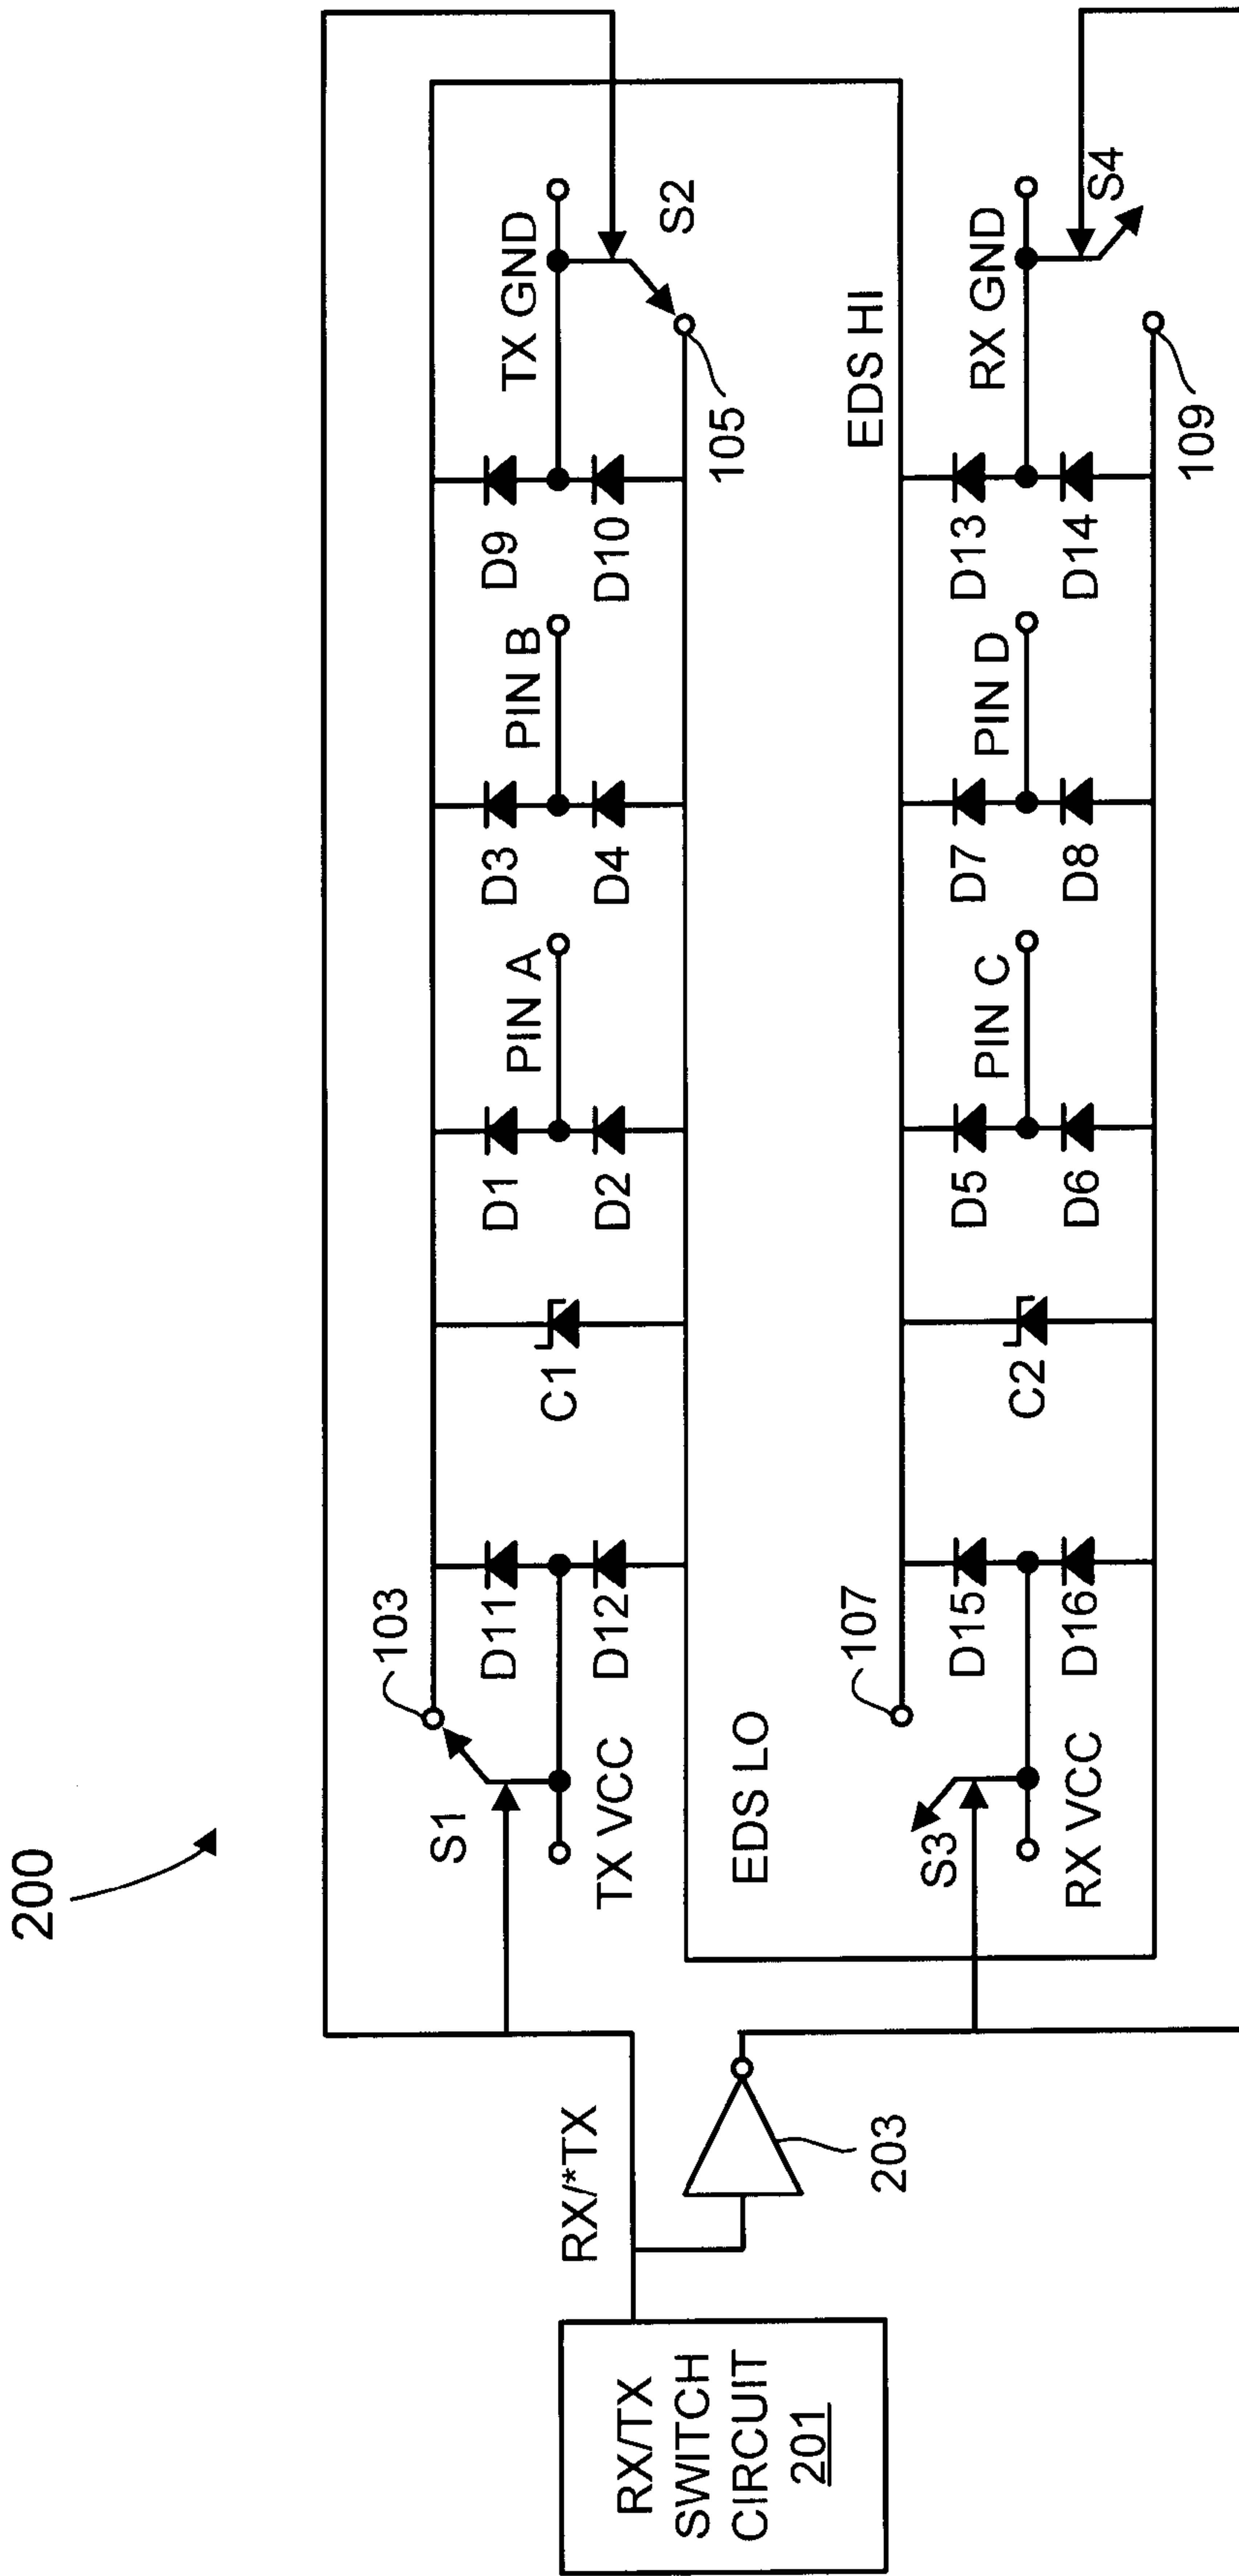 200
RX/TX
SWITCH
CIRCUIT
201
RX/*TX
203
S1
103
TX VCC
D11
D12
C1
D1
D2
PIN A
D3
D4
PIN B
D9
D10
TX GND
S2
105
EDS LO
EDS HI
S3
107
RX VCC
D15
D16
C2
D5
D6
PIN C
D7
D8
PIN D
D13
D14
RX GND
S4
109